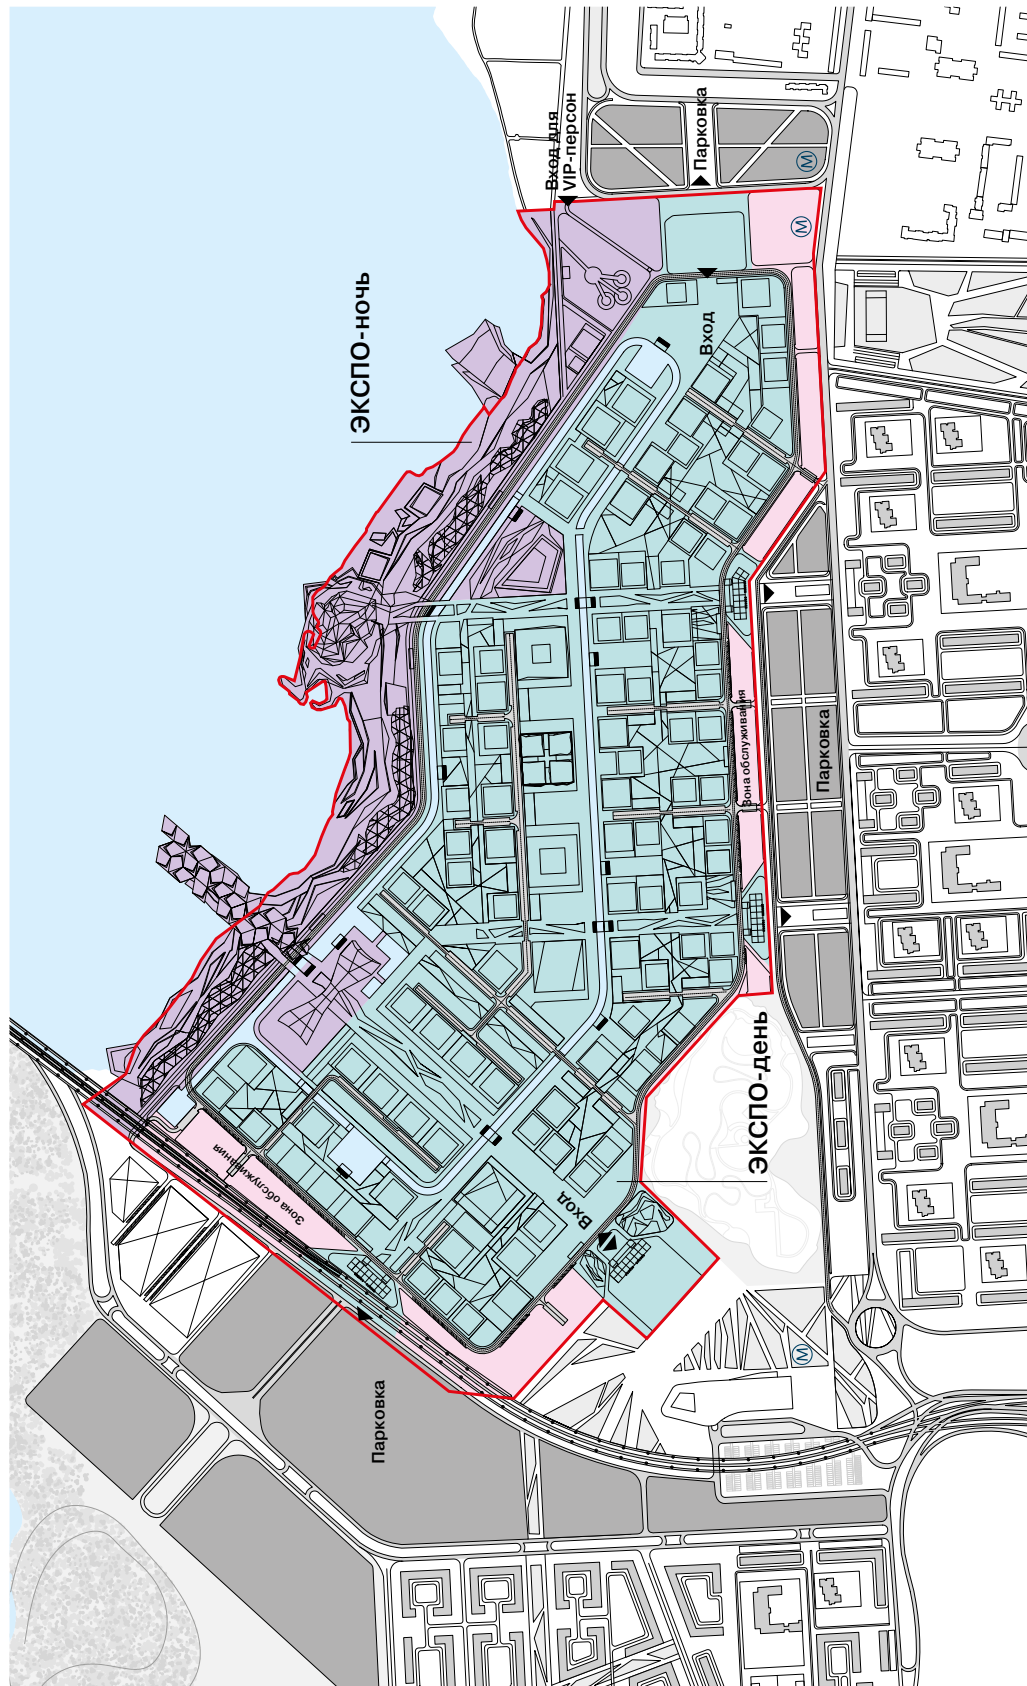 Вход для
VIP-персон
Парковка
ЭКСПО-ночь
M
M
Вход
Зона обслуживания
Парковка
ЭКСПО-день
Зона обслуживания
Вход
M
Парковка